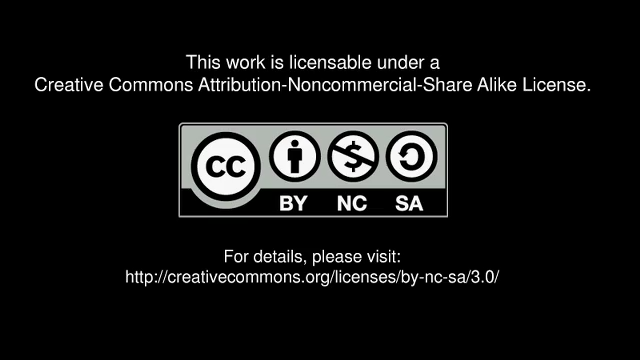 This work is licensable under a
Creative Commons Attribution-Noncommercial-Share Alike License.
CC
BY NC SA
For details, please visit:
http://creativecommons.org/licenses/by-nc-sa/3.0/